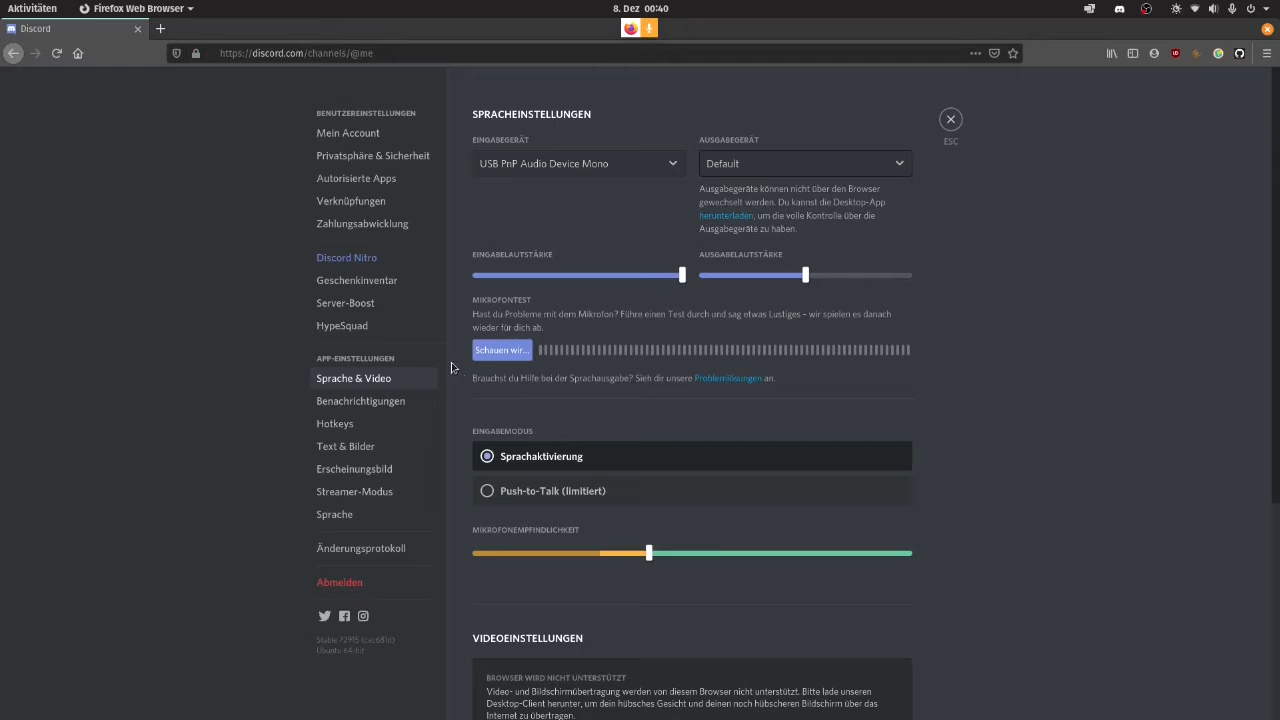 Aktivitäten
Firefox Web Browser
8. Dez 00:40
Discord
https://discord.com/channels/@me
BENUTZEREINSTELLUNGEN
Mein Account
Privatsphäre & Sicherheit
Autorisierte Apps
Verknüpfungen
Zahlungsabwicklung
Discord Nitro
Geschenkinventar
Server-Boost
HypeSquad
APP-EINSTELLUNGEN
Sprache & Video
Benachrichtigungen
Hotkeys
Text & Bilder
Erscheinungsbild
Streamer-Modus
Sprache
Änderungsprotokoll
Abmelden
Stable 72915 (cac681d)
Ubuntu 64-bit
SPRACHEINSTELLUNGEN
EINGABEGERÄT
USB PnP Audio Device Mono
AUSGABEGERÄT
Default
Ausgabegeräte können nicht über den Browser
gewechselt werden. Du kannst die Desktop-App
herunterladen, um die volle Kontrolle über die
Ausgabegeräte zu haben.
EINGABELAUTSTÄRKE
AUSGABELAUTSTÄRKE
MIKROFONTEST
Hast du Probleme mit dem Mikrofon? Führe einen Test durch und sag etwas Lustiges – wir spielen es danach
wieder für dich ab.
Schauen wir...
Brauchst du Hilfe bei der Sprachausgabe? Sieh dir unsere Problemlösungen an.
EINGABEMODUS
Sprachaktivierung
Push-to-Talk (limitiert)
MIKROFONEMPFINDLICHKEIT
VIDEOEINSTELLUNGEN
BROWSER WIRD NICHT UNTERSTÜTZT
Video- und Bildschirmübertragung werden von diesem Browser nicht unterstützt. Bitte lade unseren
Desktop-Client herunter, um dein hübsches Gesicht und deinen noch hübscheren Bildschirm über das
Internet zu übertragen.
ESC